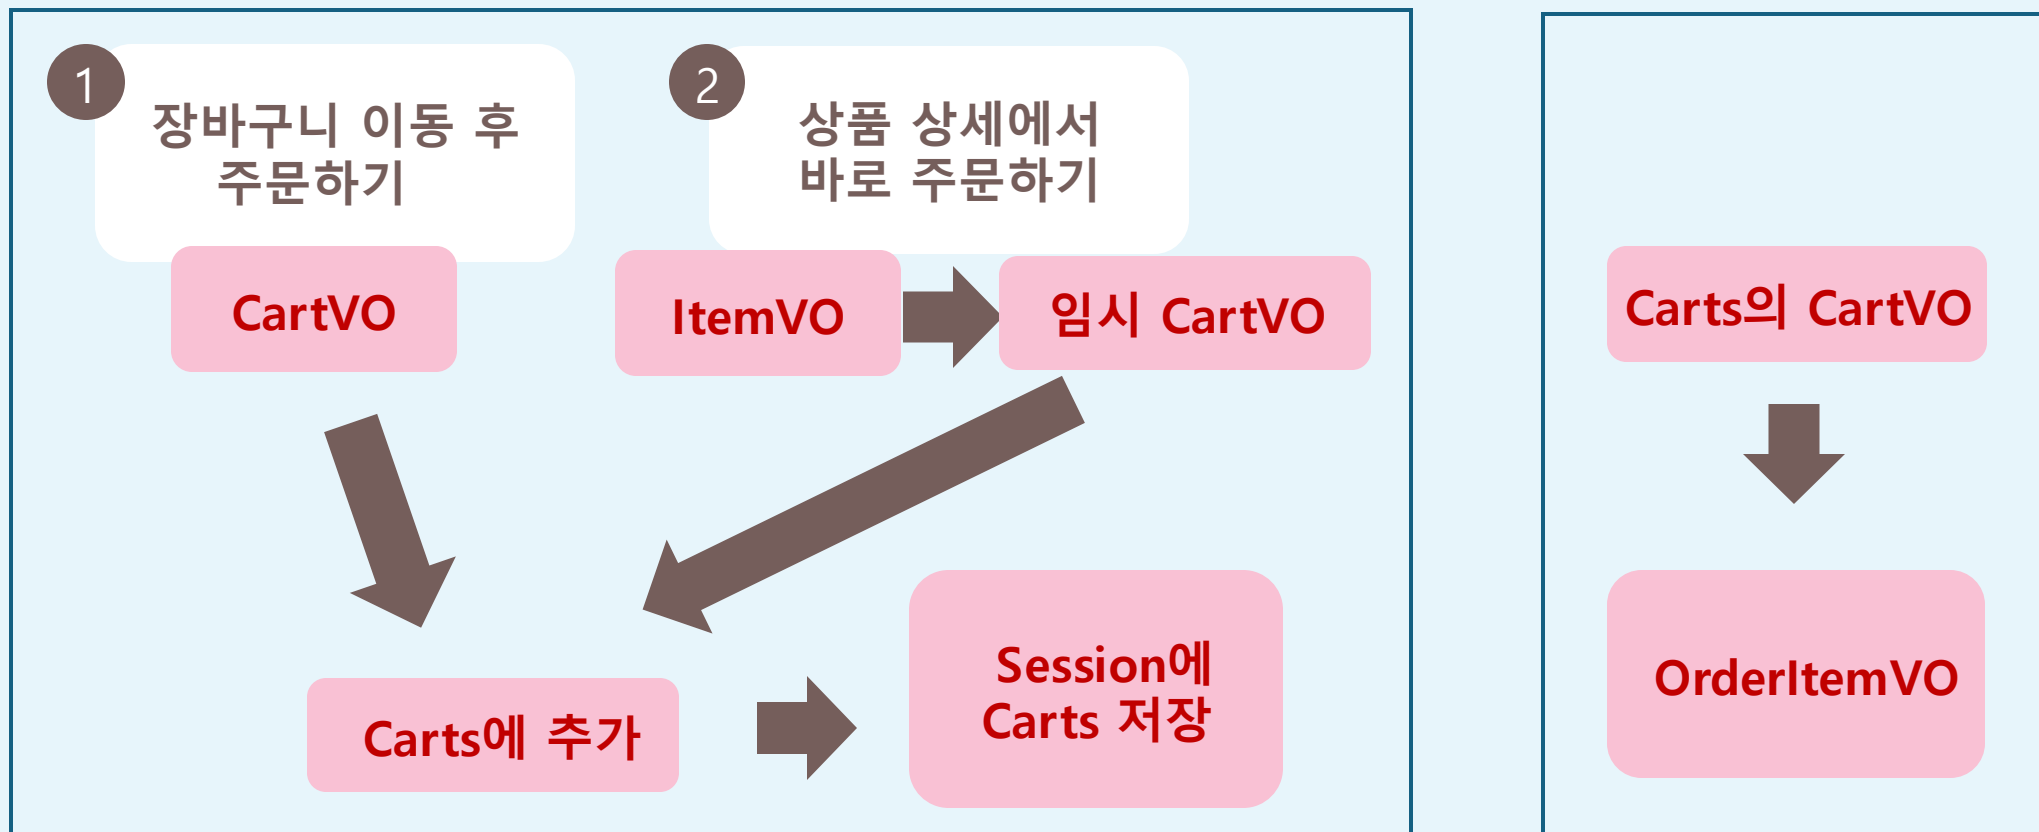 1
장바구니 이동 후
주문하기
CartVO
2
상품 상세에서
바로 주문하기
ItemVO
임시 CartVO
Carts에 추가
Session에
Carts 저장
Carts의 CartVO
OrderItemVO